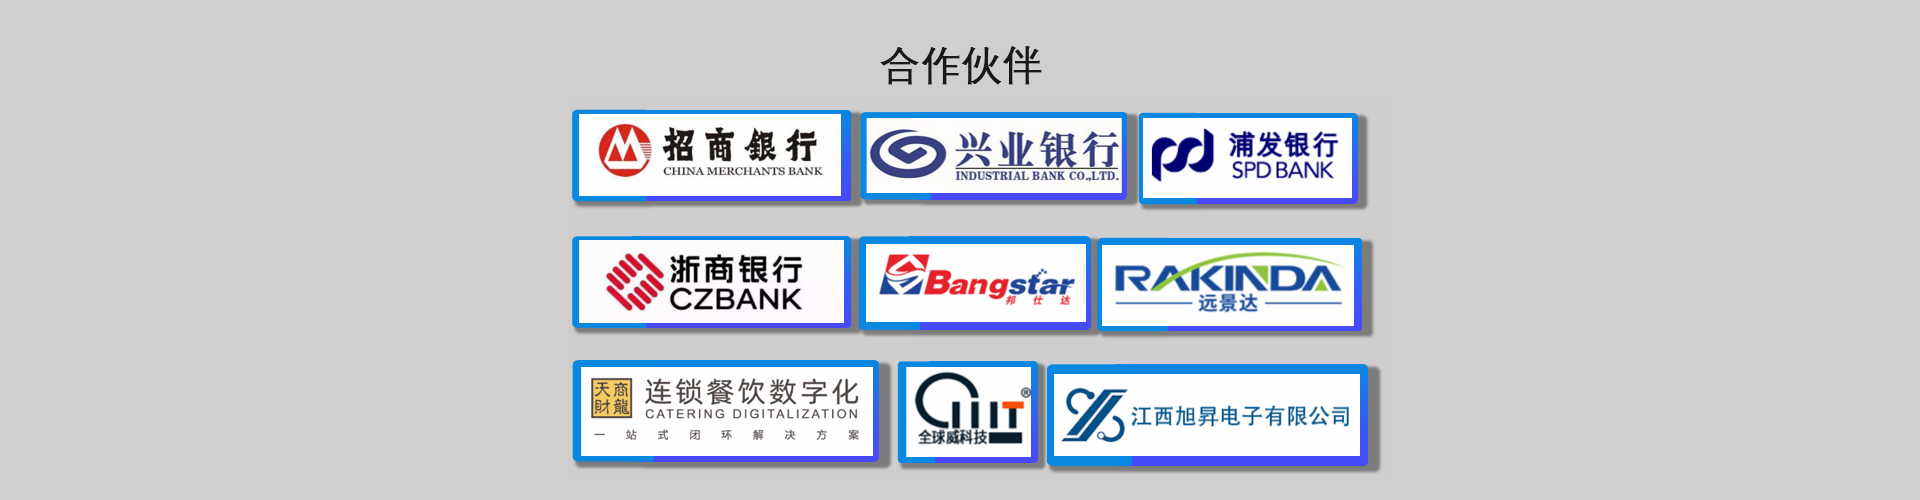 合作伙伴
招商銀行
CHINA MERCHANTS BANK
兴业银行
INDUSTRIAL BANK CO.,LTD.
浦发银行
SPD BANK
浙商银行
CZBANK
Bangstar
邦仕达
RAKINDA
远景达
天商
財龍
连锁餐饮数字化
CATERING DIGITALIZATION
一站式闭环解决方案
®
全球威科技
江西旭昇电子有限公司